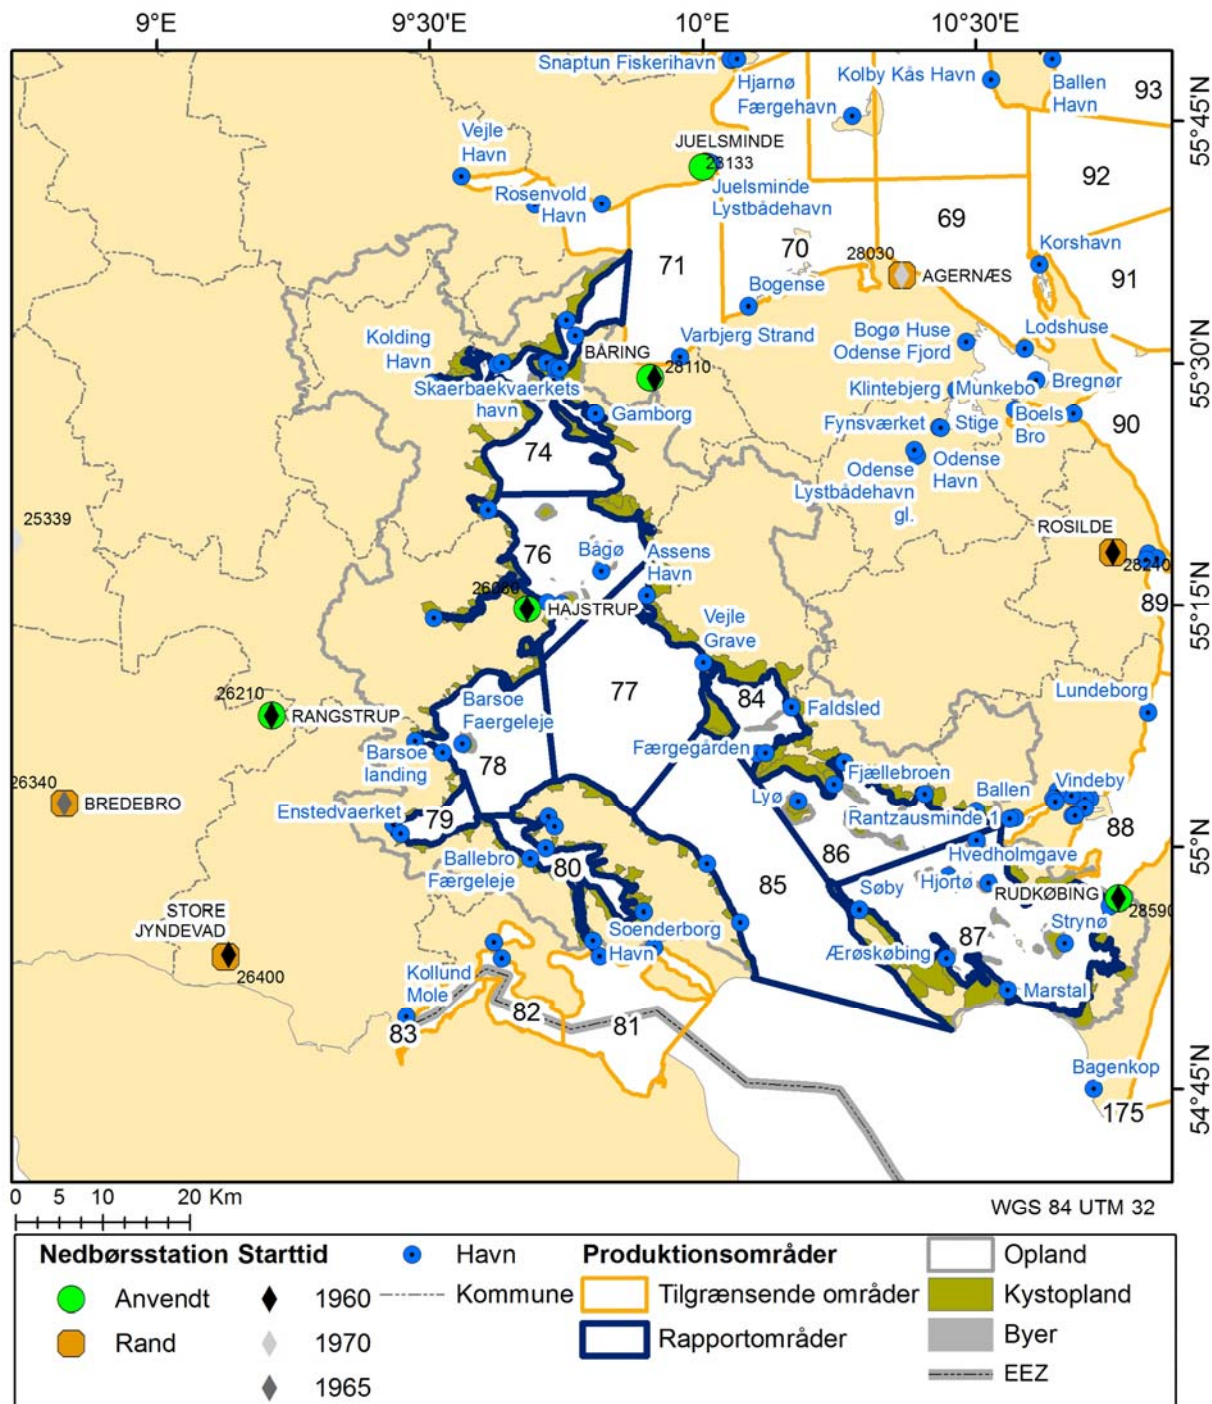 9°E
9°30'E
10°E
10°30'E
Snaptun Fiskerihavn
Hjarnø
Færgehavn
Kolby Kås Havn
Ballen
Havn
93
55°45'N
Vejle
Havn
JUELSMINDE
23133
Rosenvold
Havn
Juelsminde
Lystbådehavn
92
69
70
71
28030
AGERNÆS
Korshavn
91
Bogense
Kolding
Havn
BÅRING
28110
Varbjerg Strand
Bogø Huse
Odense Fjord
Lodshuse
55°30'N
Skaerbaekvaerkets
havn
Gamborg
Klintebjerg
Munkebo
Bregnør
Fynsværket
Stige
Boels
Bro
90
74
Odense
Lystbådehavn
gl.
Odense
Havn
25339
76
Bågø
Assens
Havn
ROSILDE
28240
26080
HAJSTRUP
89
55°15'N
Vejle
Grave
26210
RANGSTRUP
Barsoe
Faergeleje
77
84
Faldsled
Lundeborg
Barsoe
landing
78
Færgegården
26340
BREDEBRO
Fjællebroen
Lyø
Ballen
Vindeby
Enstedvaerket
79
Rantzausminde 1
88
86
Hvedholmgave
55°0'N
Ballebro
Færgeleje
80
85
Søby
Hjortø
RUDKØBING
28590
STORE
JYNDEVAD
26400
Soenderborg
Havn
Strynø
87
Ærøskøbing
Kollund
Mole
Marstal
83
82
81
Bagenkop
54°45'N
175
0 5 10 20 Km
WGS 84 UTM 32
Nedbørsstation
Anvendt
Rand
Starttid
1960
1970
1965
Havn
Kommune
Produktionsområder
Tilgrænsende områder
Rapportområder
Opland
Kystopland
Byer
EEZ